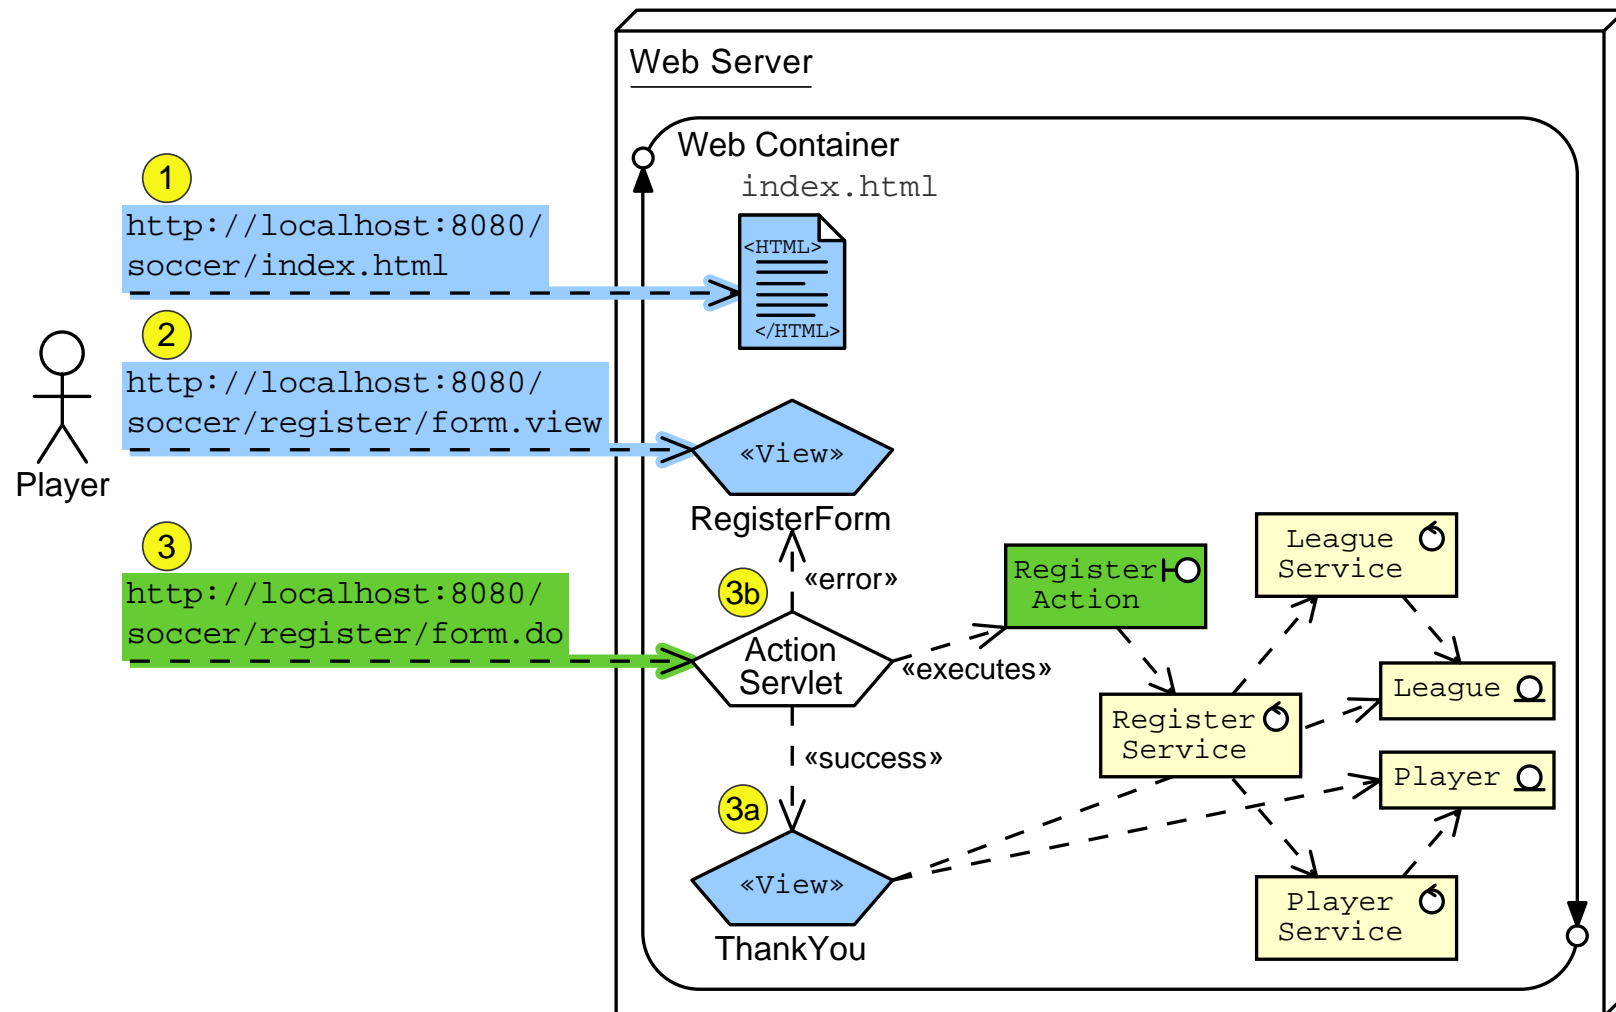 Web Server
Web Container
index.html
<HTML>
</HTML>
1
http://localhost:8080/
soccer/index.html
2
http://localhost:8080/
soccer/register/form.view
Player
«View»
RegisterForm
3
http://localhost:8080/
soccer/register/form.do
3b
«error»
Action
Servlet
«executes»
Register
Action
League
Service
League
Register
Service
Player
«success»
3a
«View»
ThankYou
Player
Service